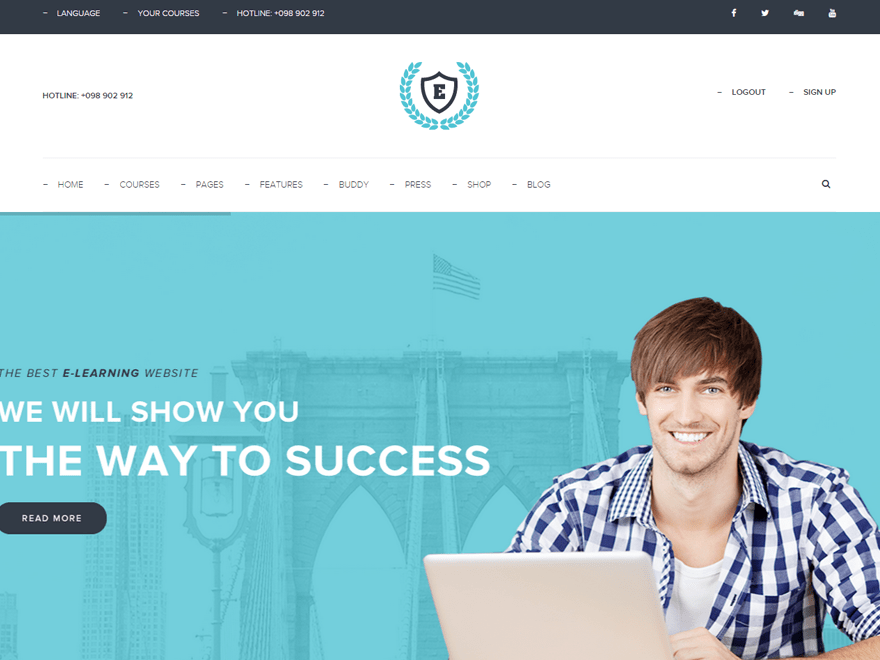 – LANGUAGE – YOUR COURSES – HOTLINE: +098 902 912
HOTLINE: +098 902 912
E
– LOGOUT – SIGN UP
– HOME – COURSES – PAGES – FEATURES – BUDDY – PRESS – SHOP – BLOG
THE BEST E-LEARNING WEBSITE
WE WILL SHOW YOU
THE WAY TO SUCCESS
READ MORE